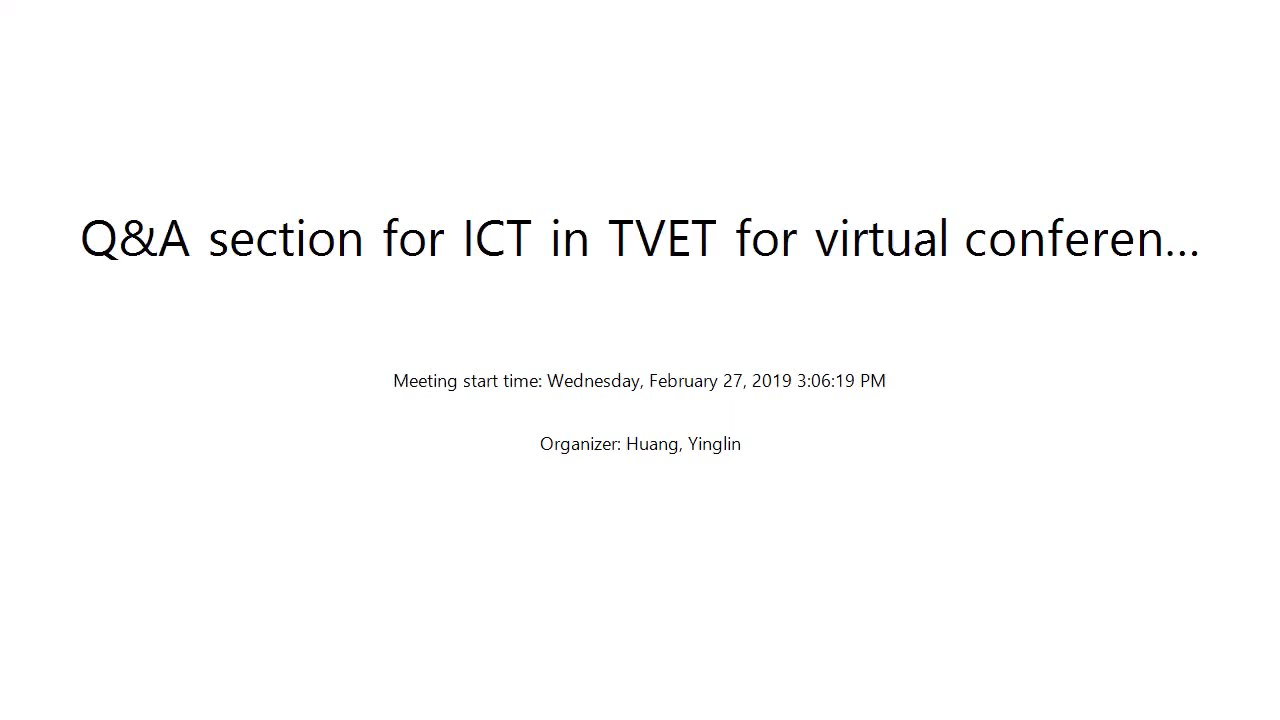 Q&A section for ICT in TVET for virtual conferen...
Meeting start time: Wednesday, February 27, 2019 3:06:19 PM
Organizer: Huang, Yinglin